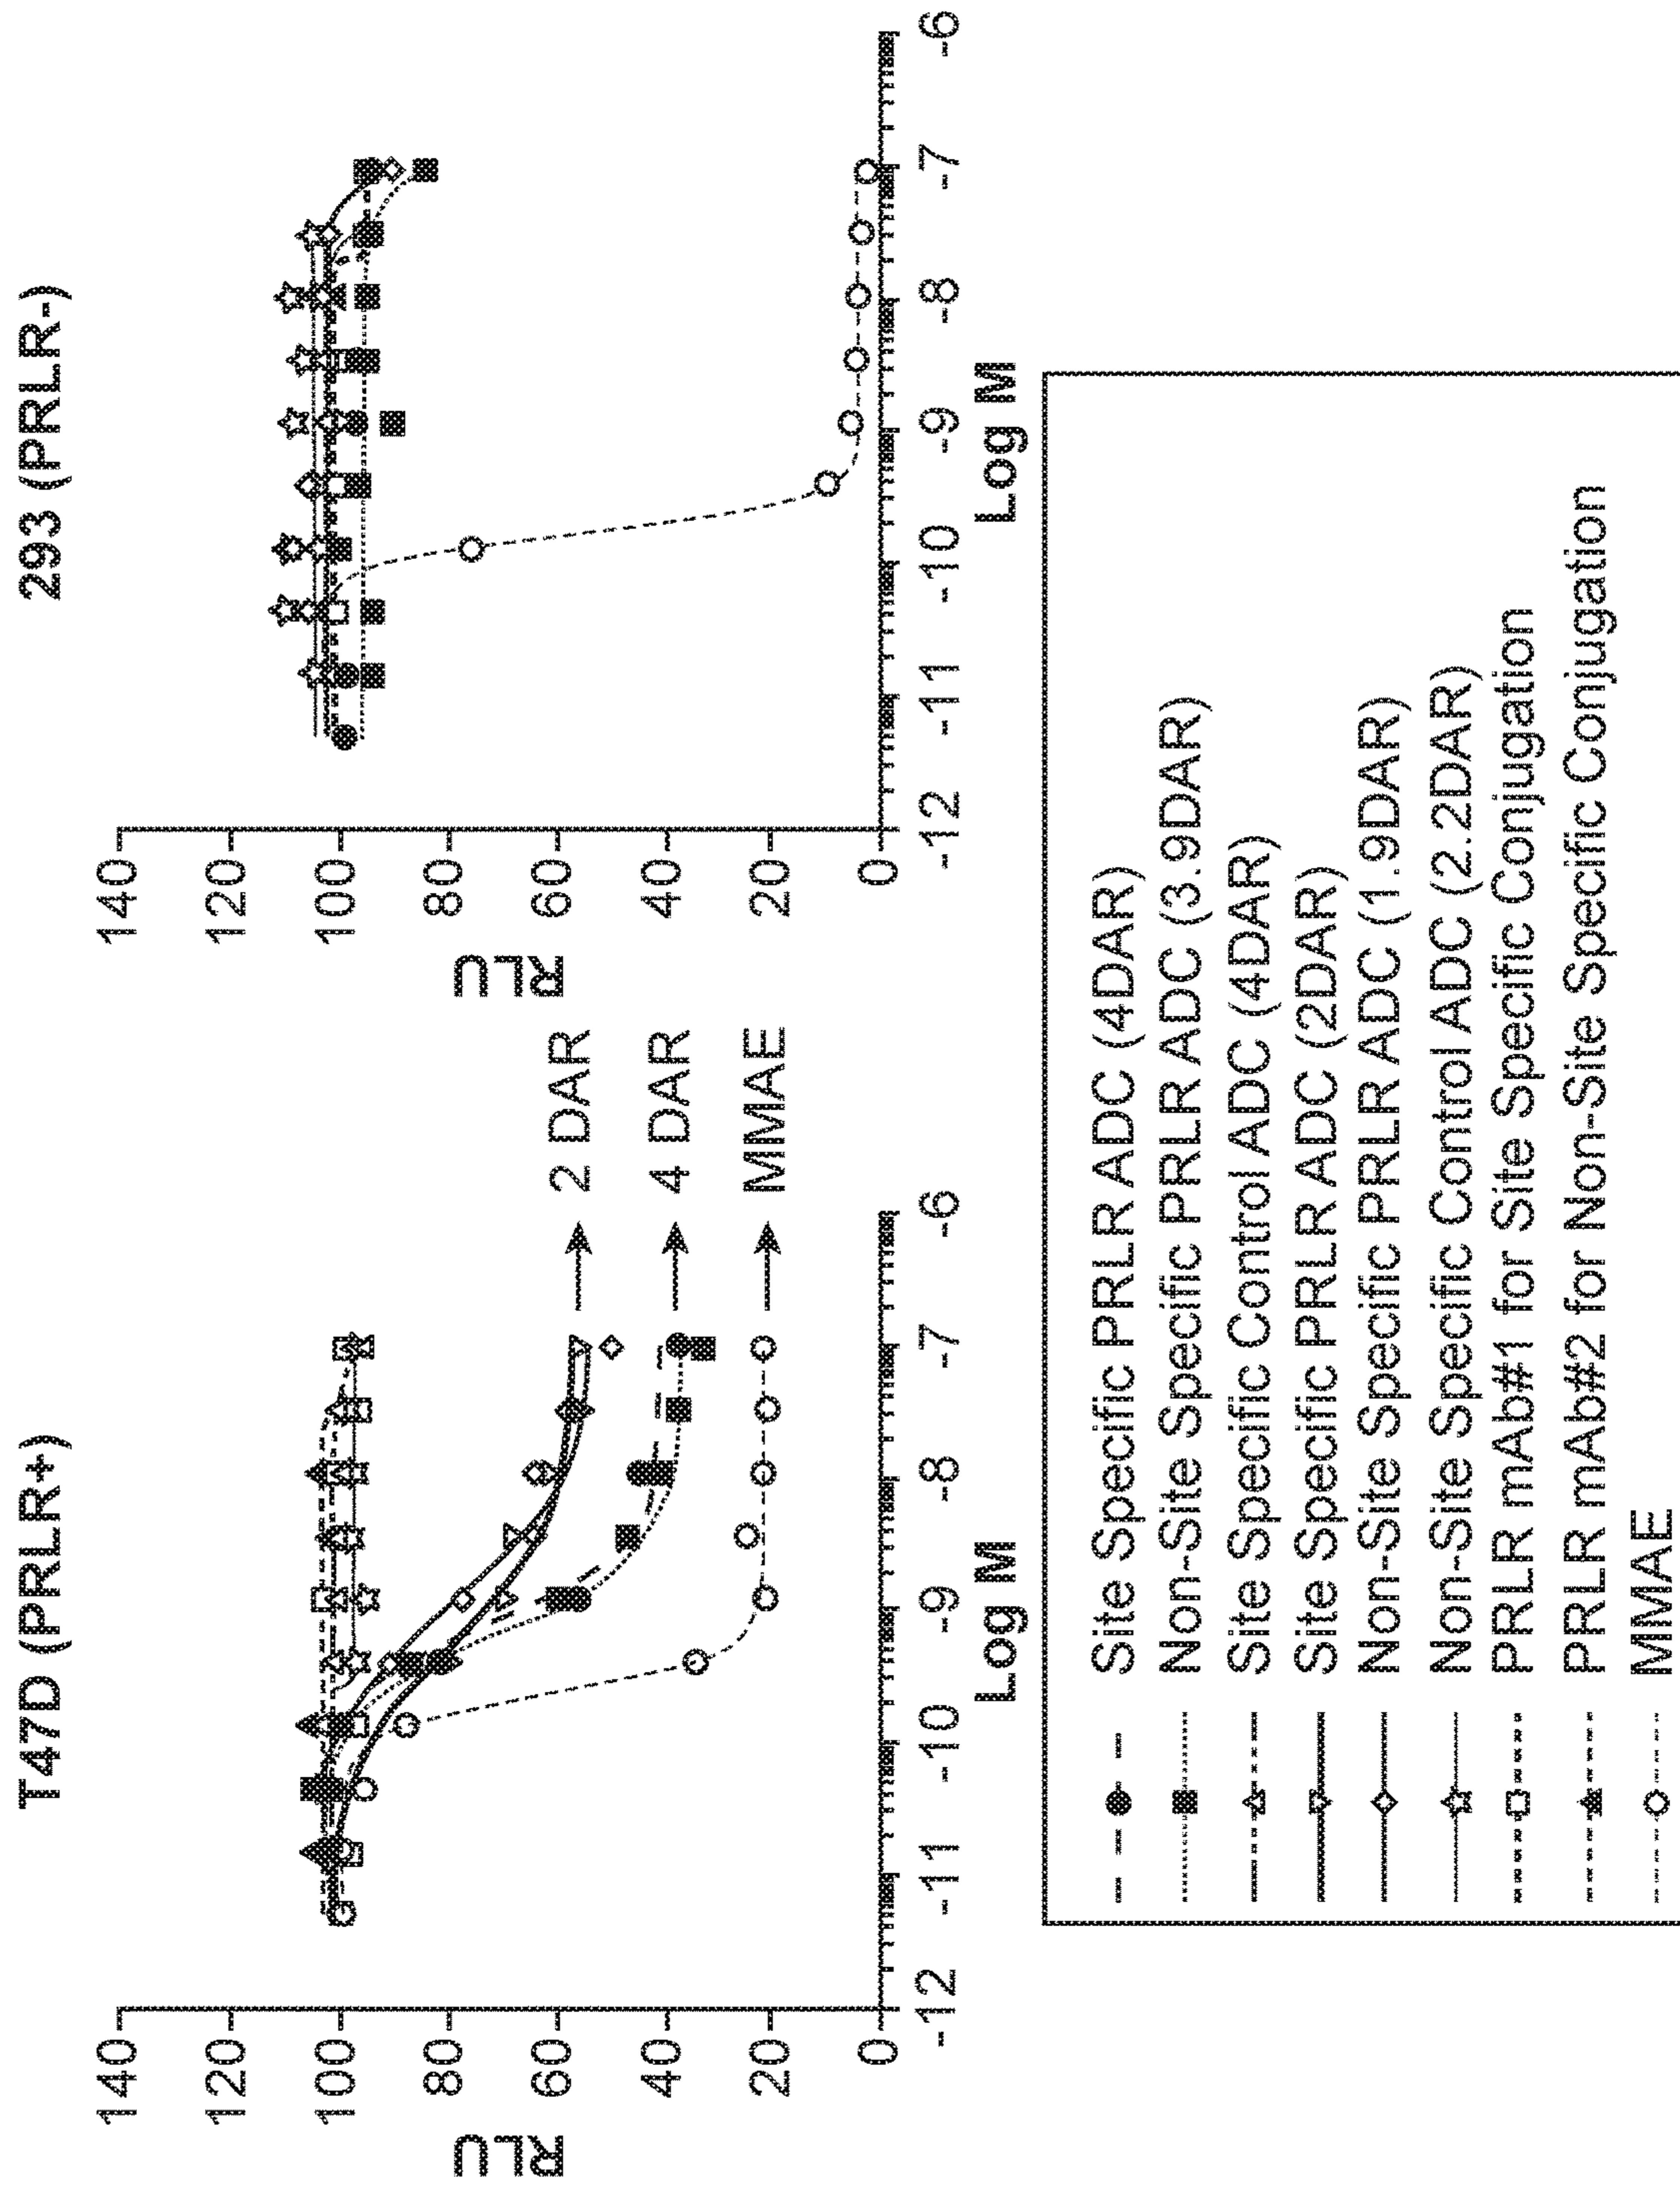 T47D (PRLR+)
140
120
100
80
60
40
20
0
RLU
-12
-11
-10
-9
-8
-7
-6
Log M
2 DAR
4 DAR
MMAE
293 (PRLR-)
140
120
100
80
60
40
20
0
RLU
-12
-11
-10
-9
-8
-7
-6
Log M
Site Specific PRLR ADC (4DAR)
Non-Site Specific PRLR ADC (3.9DAR)
Site Specific Control ADC (4DAR)
Site Specific PRLR ADC (2DAR)
Non-Site Specific PRLR ADC (1.9DAR)
Non-Site Specific Control ADC (2.2DAR)
PRLR mAb#1 for Site Specific Conjugation
PRLR mAb#2 for Non-Site Specific Conjugation
MMAE